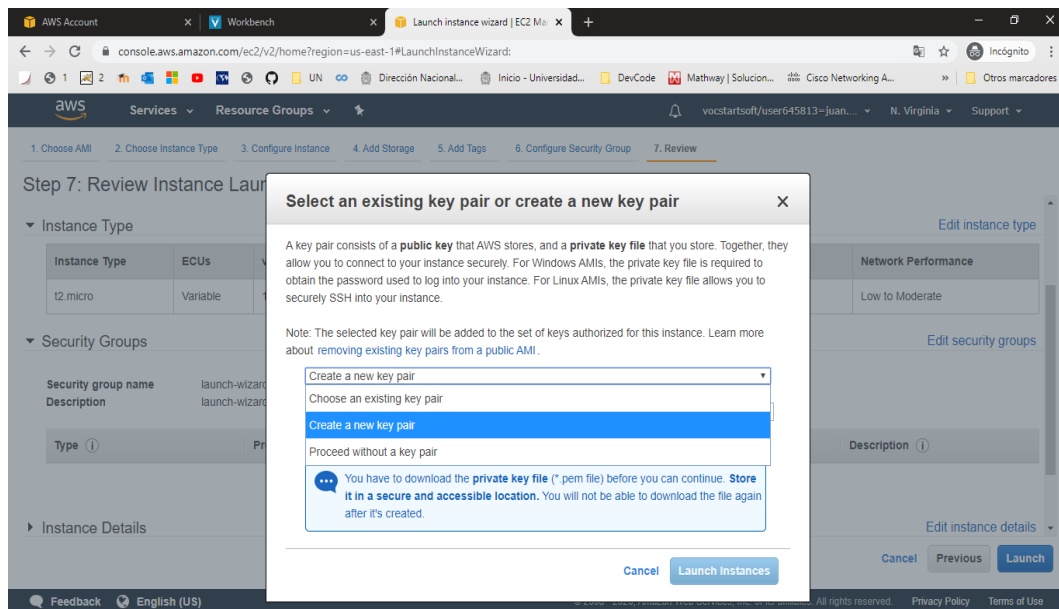 AWS Account
Workbench
Launch instance wizard | EC2 Man
console.aws.amazon.com/ec2/v2/home?region=us-east-1#LaunchInstanceWizard:
Incógnito
1 2 UN Dirección Nacional... Inicio - Universidad... DevCode Mathway | Solucion... Cisco Networking A... » Otros marcadores
aws Services Resource Groups vocstartsoft/user645813=juan.... N. Virginia Support
1. Choose AMI 2. Choose Instance Type 3. Configure Instance 4. Add Storage 5. Add Tags 6. Configure Security Group 7. Review
Step 7: Review Instance Laun
Select an existing key pair or create a new key pair
Instance Type
Edit instance type
A key pair consists of a public key that AWS stores, and a private key file that you store. Together, they
allow you to connect to your instance securely. For Windows AMIs, the private key file is required to
obtain the password used to log into your instance. For Linux AMIs, the private key file allows you to
securely SSH into your instance.
Instance Type ECUs v Network Performance
t2.micro Variable 1 Low to Moderate
Note: The selected key pair will be added to the set of keys authorized for this instance. Learn more
about removing existing key pairs from a public AMI .
Security Groups
Edit security groups
Security group name launch-wizard
Description launch-wizard
Create a new key pair
Choose an existing key pair
Create a new key pair
Proceed without a key pair
Type Pr Description
You have to download the private key file (*.pem file) before you can continue. Store
it in a secure and accessible location. You will not be able to download the file again
after it's created.
Instance Details
Edit instance details
Cancel Launch Instances
Cancel Previous Launch
Feedback English (US) All rights reserved. Privacy Policy Terms of Use